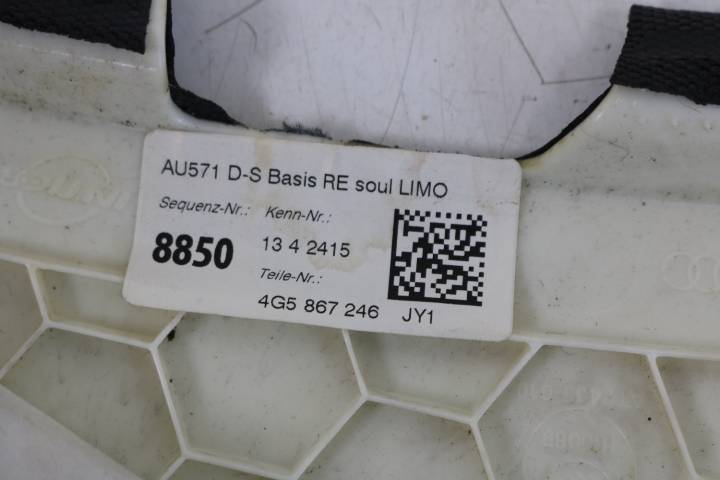 AU571 D-S Basis RE soul LIMO
Sequenz-Nr.: Kenn-Nr.:
8850 13 4 2415
Teile-Nr.:
4G5 867 246 JY1